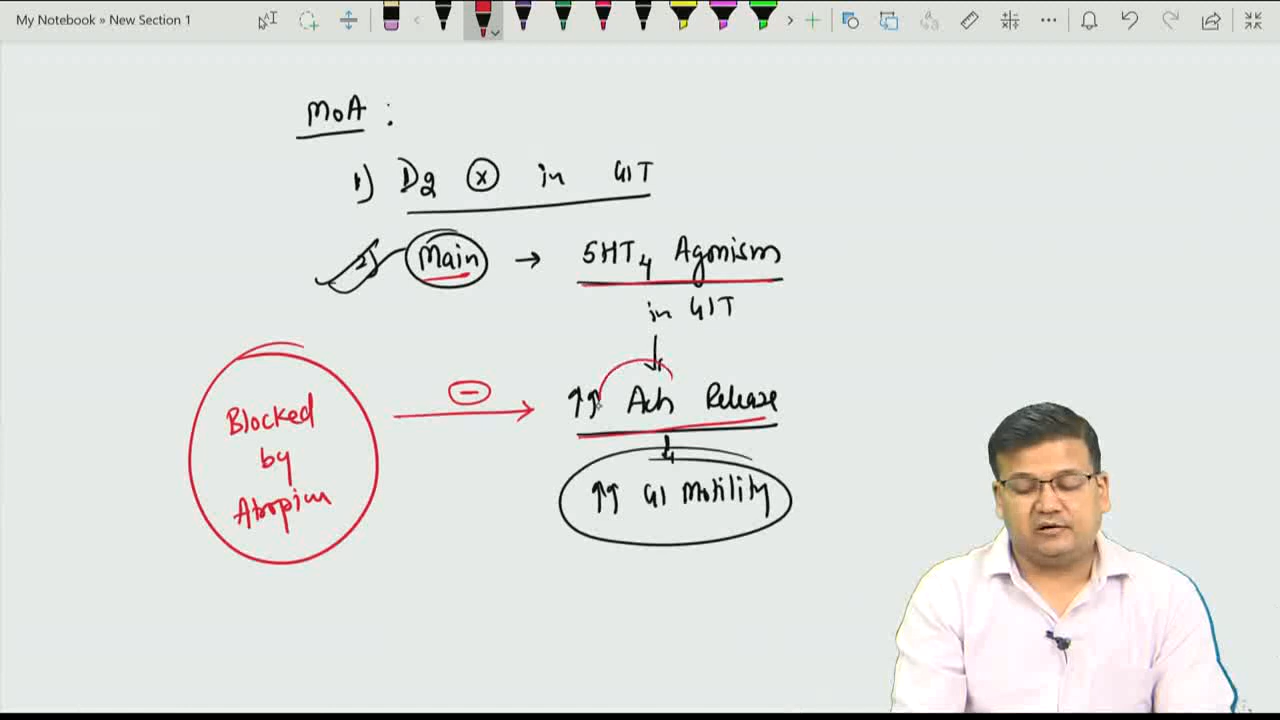 My Notebook » New Section 1
MoA :
1) D2 ⓧ in GIT
2) Main → 5HT4 Agonism
in GIT
↓
↑↑ Ach Release
Blocked
by
Atropine
⊖
↓
↑↑ GI Motility